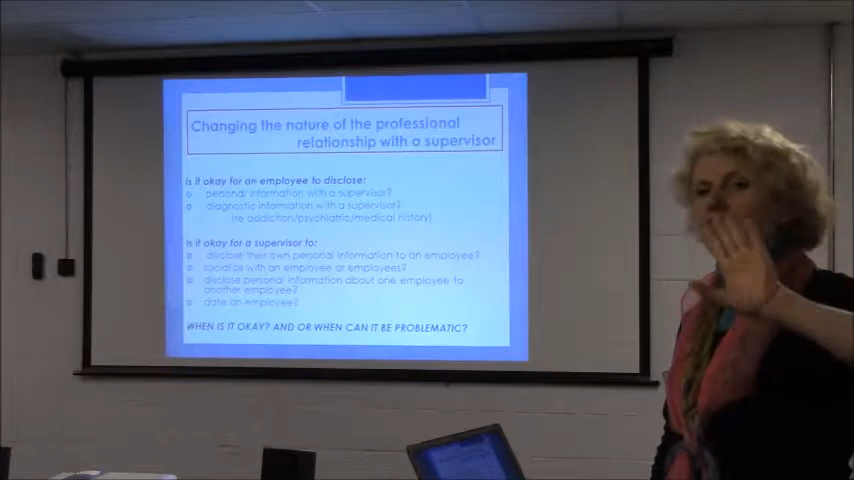 Changing the nature of the professional
relationship with a supervisor
Is it okay for an employee to disclose:
personal information with a supervisor?
diagnostic information with a supervisor?
(ie addiction/psychiatric/medical history)
Is it okay for a supervisor to:
disclose their own personal information to an employee?
socialize with an employee or employees?
disclose personal information about one employee to
another employee?
date an employee?
WHEN IS IT OKAY? AND OR WHEN CAN IT BE PROBLEMATIC?